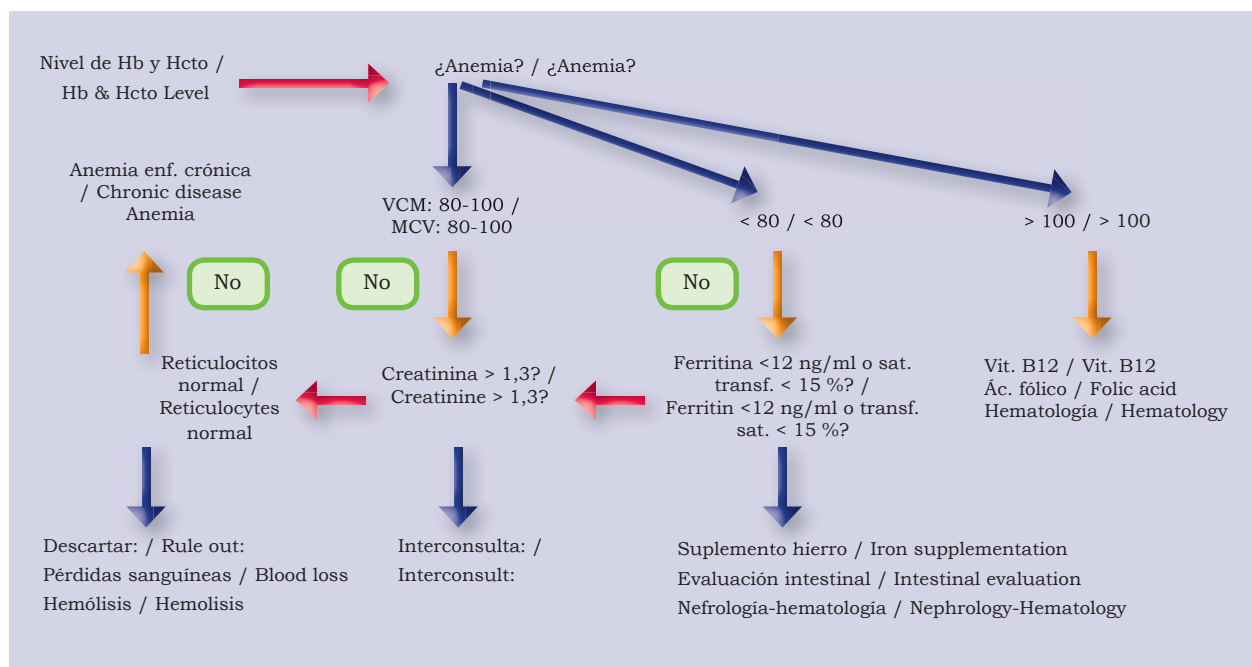 Nivel de Hb y Hcto /
Hb & Hcto Level
¿Anemia? / ¿Anemia?
Anemia enf. crónica
/ Chronic disease
Anemia
VCM: 80-100 /
MCV: 80-100
< 80 / < 80
> 100 / > 100
No
No
No
Reticulocitos
normal /
Reticulocytes
normal
Creatinina > 1,3? /
Creatinine > 1,3?
Ferritina <12 ng/ml o sat.
transf. < 15 %? /
Ferritin <12 ng/ml o transf.
sat. < 15 %?
Vit. B12 / Vit. B12
Ác. fólico / Folic acid
Hematología / Hematology
Descartar: / Rule out:
Pérdidas sanguíneas / Blood loss
Hemólisis / Hemolisis
Interconsulta: /
Interconsult:
Suplemento hierro / Iron supplementation
Evaluación intestinal / Intestinal evaluation
Nefrología-hematología / Nephrology-Hematology